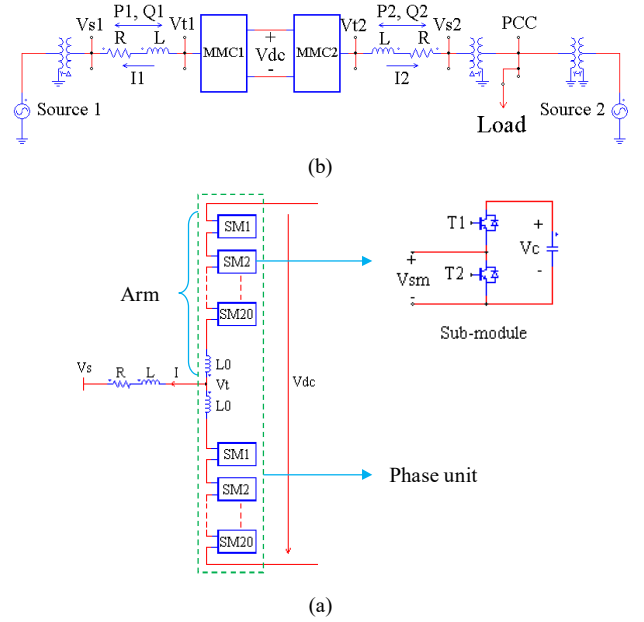 P1, Q1
P2, Q2
Vs1
Vt1
Vt2
Vs2
PCC
R
L
MMC1
+
Vdc
-
MMC2
L
R
I1
I2
Source 1
Load
Source 2
(b)
SM1
SM2
SM20
Arm
L0
Vs
R
L
I
Vt
L0
Vdc
SM1
SM2
SM20
Phase unit
T1
+
Vc
-
+
Vsm
-
T2
Sub-module
(a)